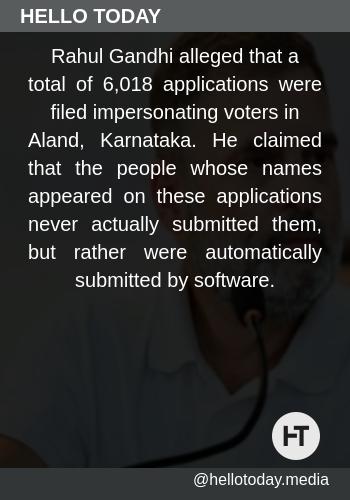 HELLO TODAY
Rahul Gandhi alleged that a
total of 6,018 applications were
filed impersonating voters in
Aland, Karnataka. He claimed
that the people whose names
appeared on these applications
never actually submitted them,
but rather were automatically
submitted by software.
HT
@hellotoday.media